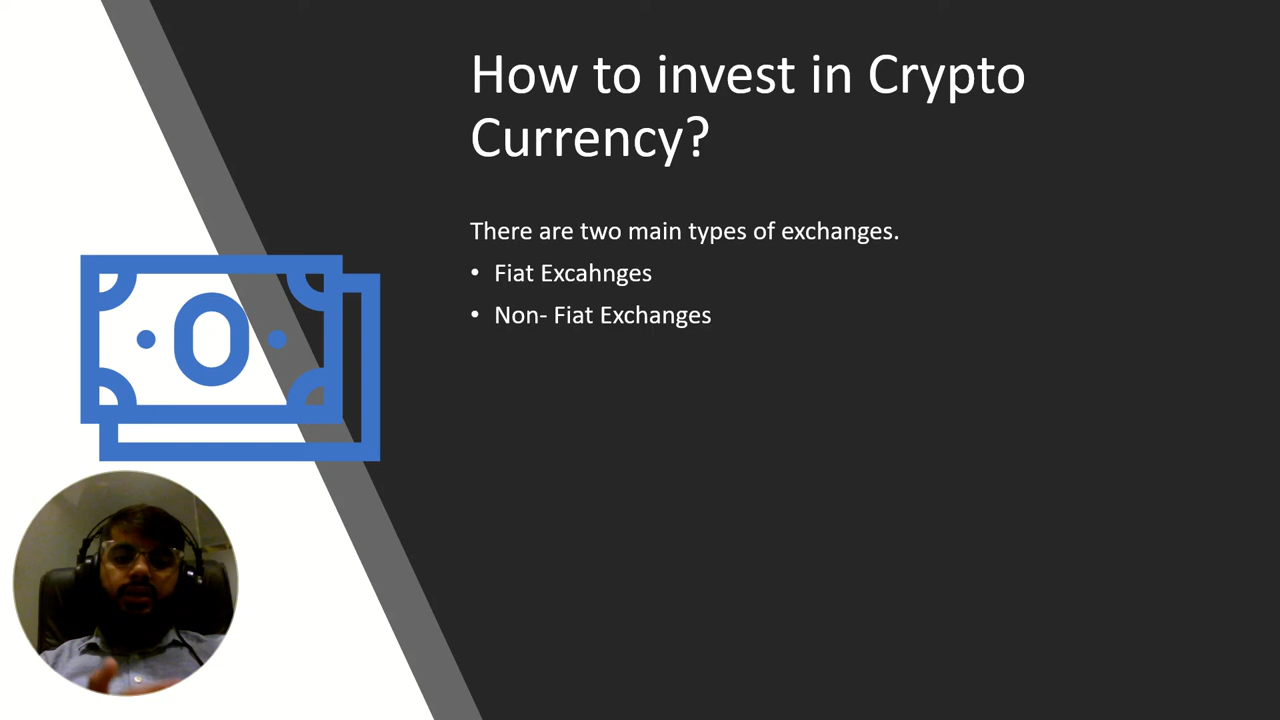 How to invest in Crypto
Currency?
There are two main types of exchanges.
• Fiat Excahnges
• Non- Fiat Exchanges